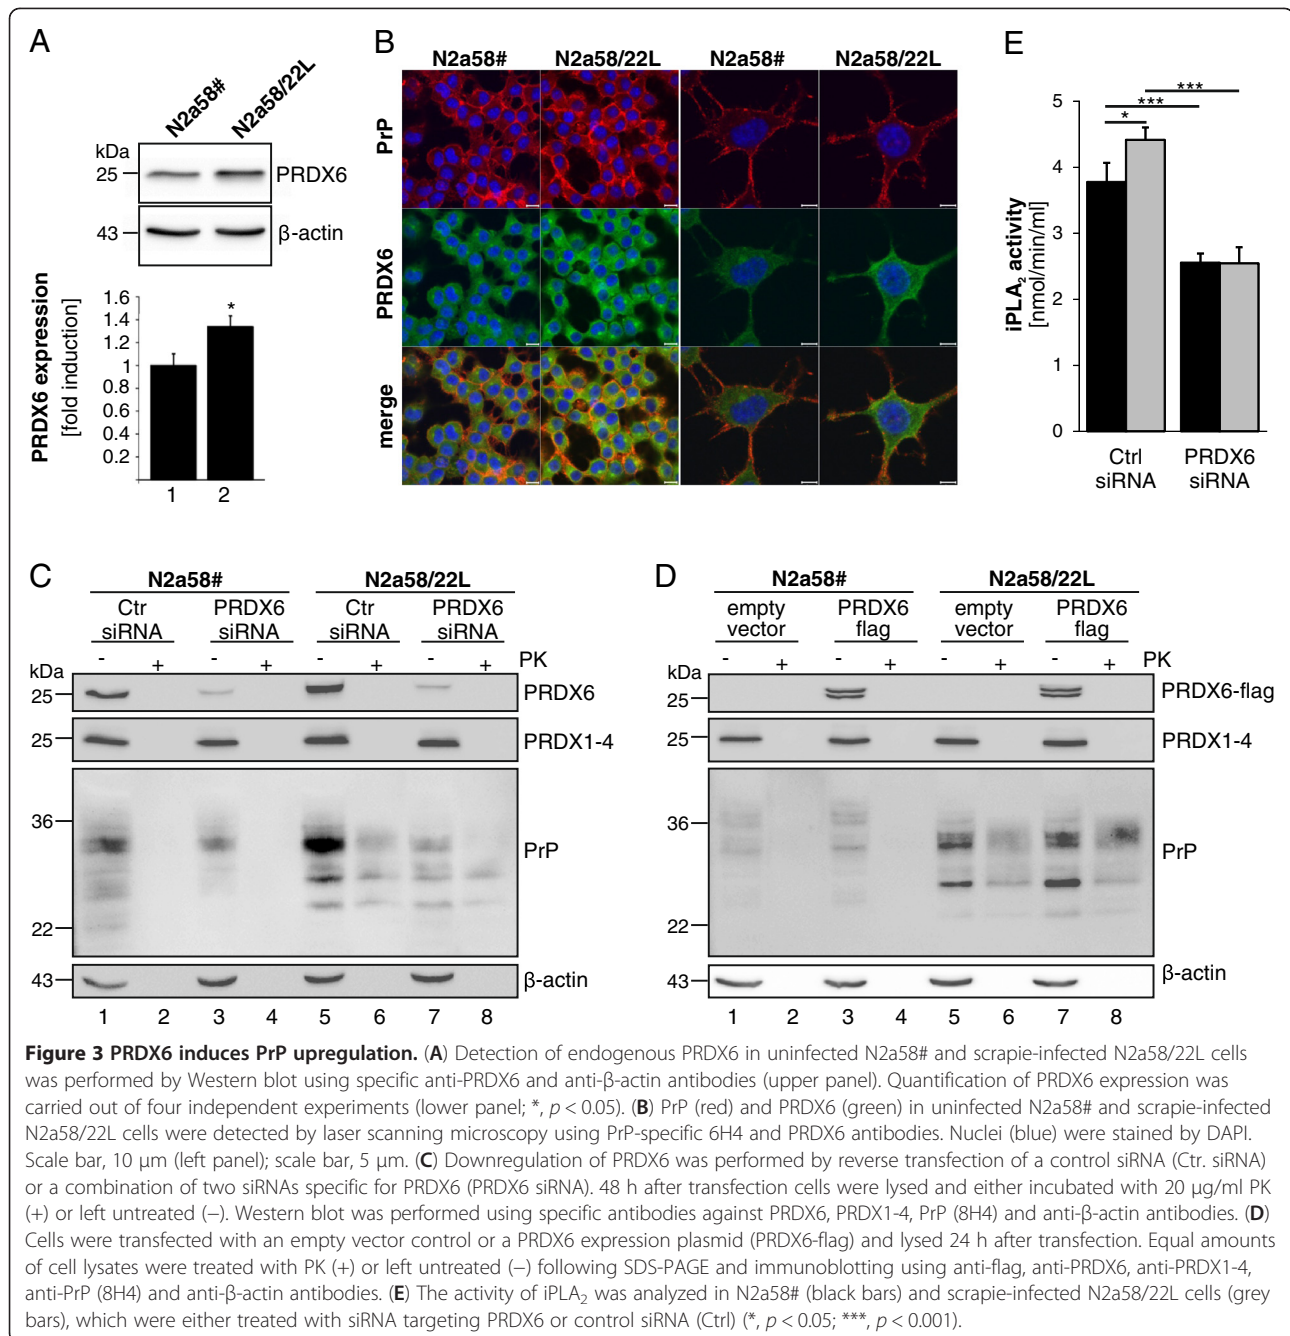 A
N2a58# N2a58/22L
kDa
25 PRDX6
43 β-actin
PRDX6 expression
[fold induction]
1.6
1.4
1.2
1
0.8
0.6
0.4
0.2
*
1 2
B
N2a58# N2a58/22L N2a58# N2a58/22L
PrP
PRDX6
merge
E
iPLA2 activity
[nmol/min/ml]
5
4
3
2
1
0
***
***
*
Ctrl siRNA
PRDX6 siRNA
C
N2a58# N2a58/22L
Ctr PRDX6 Ctr PRDX6
siRNA siRNA siRNA siRNA
kDa - + - + - + - + PK
25 PRDX6
25 PRDX1-4
36
PrP
22
43 β-actin
1 2 3 4 5 6 7 8
D
N2a58# N2a58/22L
empty PRDX6 empty PRDX6
vector flag vector flag
kDa - + - + - + - + PK
25 PRDX6-flag
25 PRDX1-4
36
PrP
22
43 β-actin
1 2 3 4 5 6 7 8
Figure 3 PRDX6 induces PrP upregulation. (A) Detection of endogenous PRDX6 in uninfected N2a58# and scrapie-infected N2a58/22L cells
was performed by Western blot using specific anti-PRDX6 and anti-β-actin antibodies (upper panel). Quantification of PRDX6 expression was
carried out of four independent experiments (lower panel; *, p < 0.05). (B) PrP (red) and PRDX6 (green) in uninfected N2a58# and scrapie-infected
N2a58/22L cells were detected by laser scanning microscopy using PrP-specific 6H4 and PRDX6 antibodies. Nuclei (blue) were stained by DAPI.
Scale bar, 10 μm (left panel); scale bar, 5 μm. (C) Downregulation of PRDX6 was performed by reverse transfection of a control siRNA (Ctr. siRNA)
or a combination of two siRNAs specific for PRDX6 (PRDX6 siRNA). 48 h after transfection cells were lysed and either incubated with 20 μg/ml PK
(+) or left untreated (−). Western blot was performed using specific antibodies against PRDX6, PRDX1-4, PrP (8H4) and anti-β-actin antibodies. (D)
Cells were transfected with an empty vector control or a PRDX6 expression plasmid (PRDX6-flag) and lysed 24 h after transfection. Equal amounts
of cell lysates were treated with PK (+) or left untreated (−) following SDS-PAGE and immunoblotting using anti-flag, anti-PRDX6, anti-PRDX1-4,
anti-PrP (8H4) and anti-β-actin antibodies. (E) The activity of iPLA2 was analyzed in N2a58# (black bars) and scrapie-infected N2a58/22L cells (grey
bars), which were either treated with siRNA targeting PRDX6 or control siRNA (Ctrl) (*, p < 0.05; ***, p < 0.001).